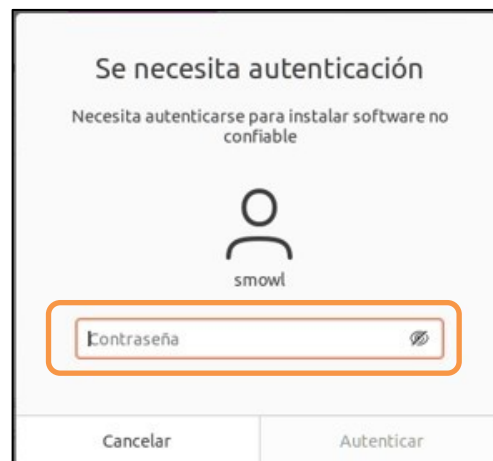 Se necesita autenticación
Necesita autenticarse para instalar software no
confiable
smowl
Contraseña
Cancelar
Autenticar